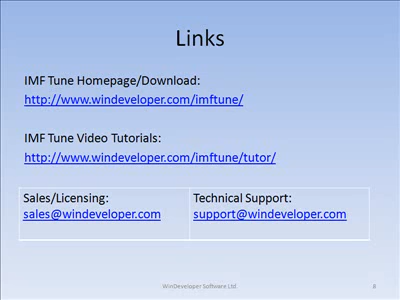 Links
IMF Tune Homepage/Download:
http://www.windeveloper.com/imftune/
IMF Tune Video Tutorials:
http://www.windeveloper.com/imftune/tutor/
Sales/Licensing:
sales@windeveloper.com
Technical Support:
support@windeveloper.com
WinDeveloper Software Ltd.
8